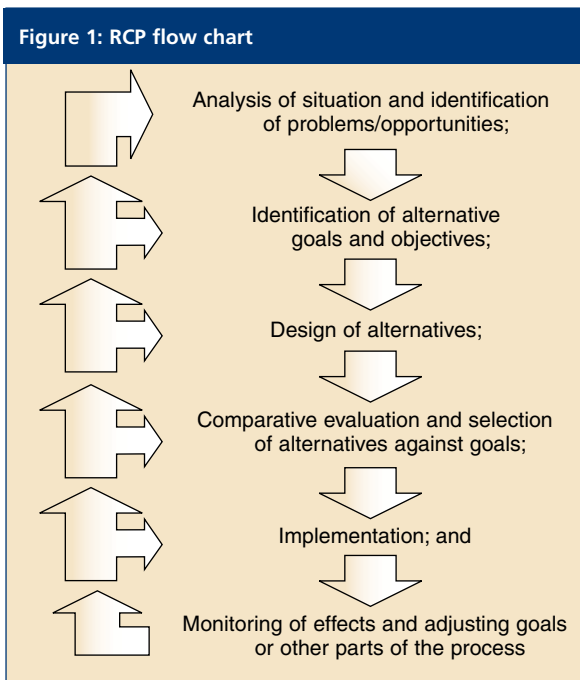 Figure 1: RCP flow chart
Analysis of situation and identification
of problems/opportunities;
Identification of alternative
goals and objectives;
Design of alternatives;
Comparative evaluation and selection
of alternatives against goals;
Implementation; and
Monitoring of effects and adjusting goals
or other parts of the process